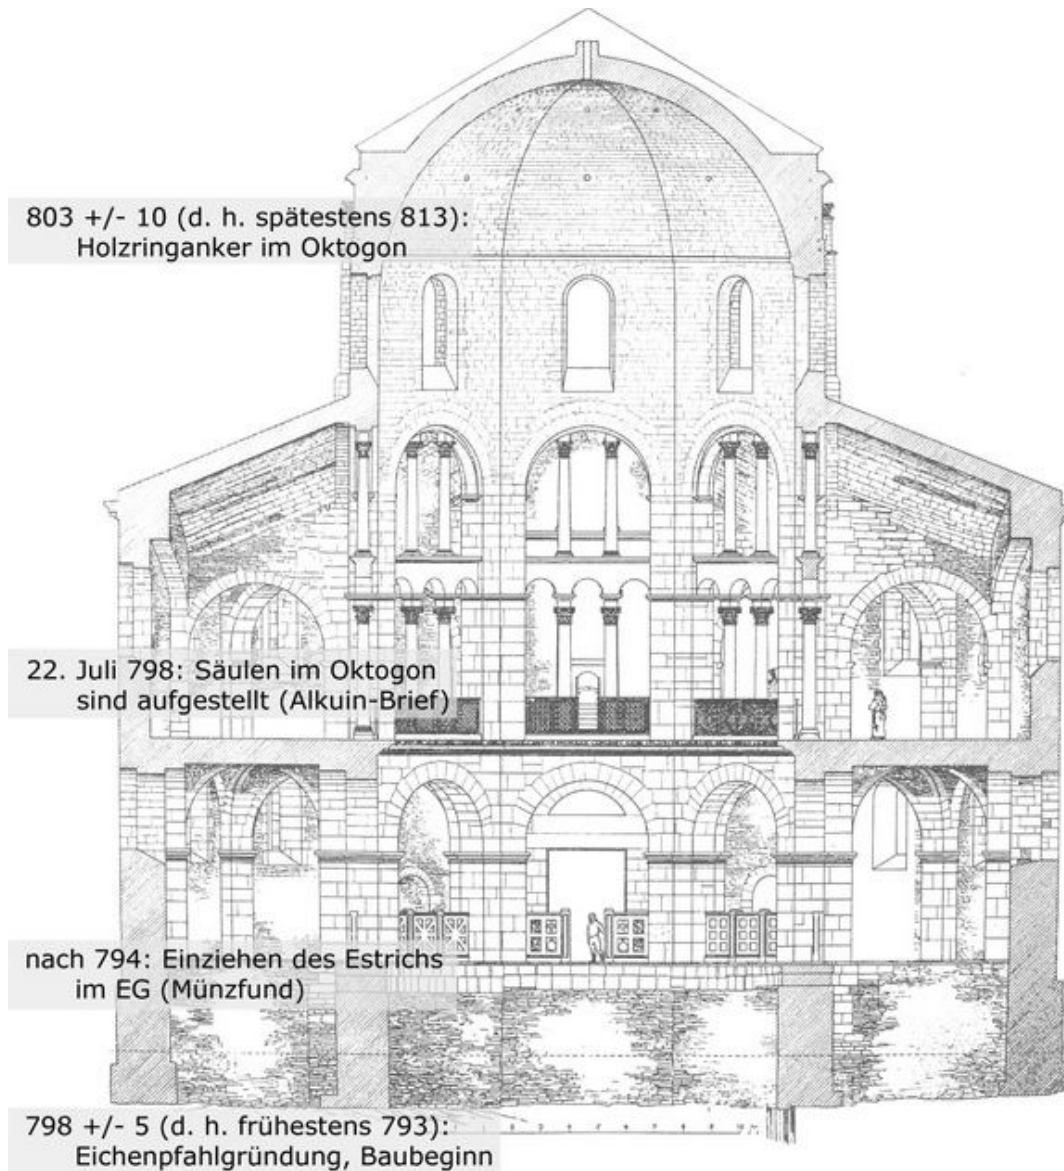 803 +/- 10 (d. h. spätestens 813):
Holzringanker im Oktogon
22. Juli 798: Säulen im Oktogon
sind aufgestellt (Alkuin-Brief)
nach 794: Einziehen des Estrichs
im EG (Münzfund)
798 +/- 5 (d. h. frühestens 793):
Eichenpfahlgründung, Baubeginn